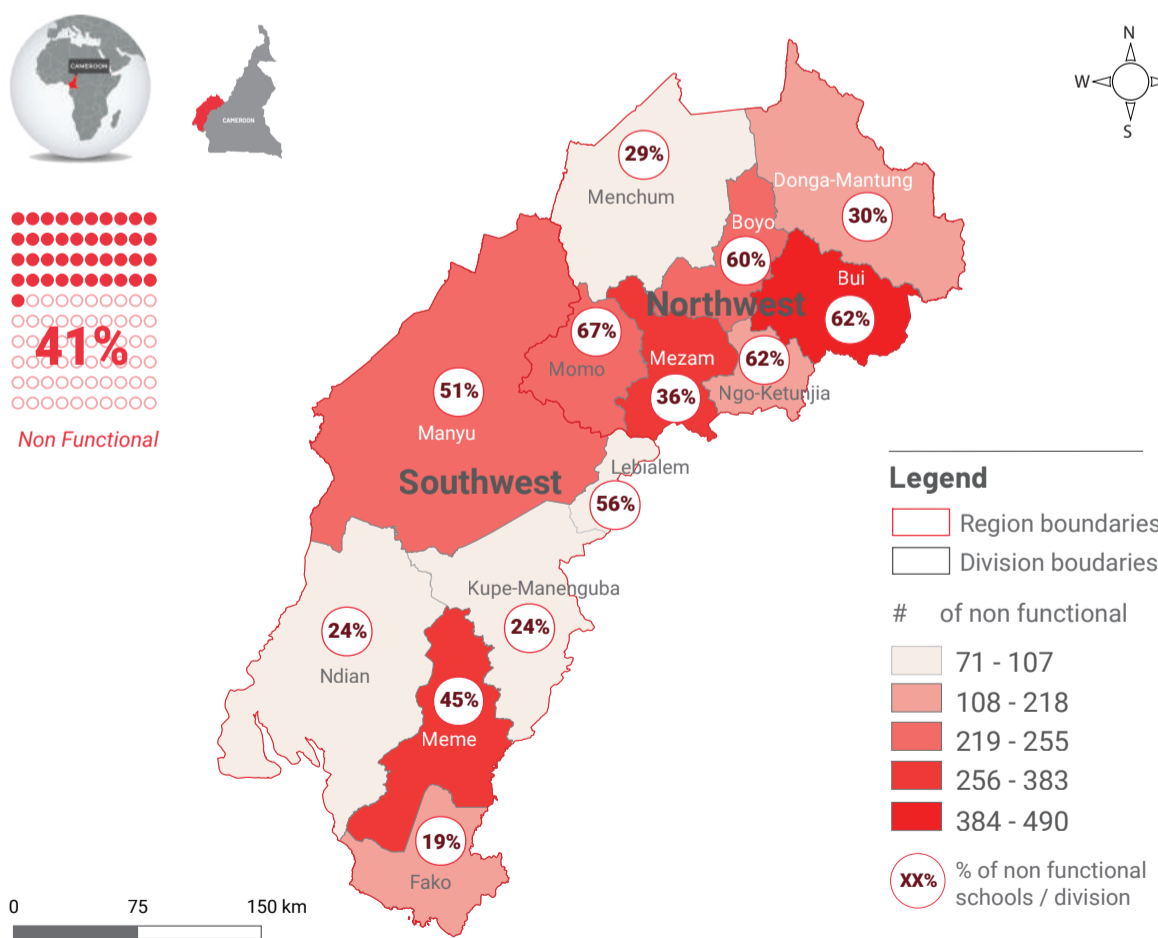 CAMEROON
CAMEROON
N
W
S
41%
Non Functional
29%
Menchum
Donga-Mantung
30%
Boyo
60%
Bui
62%
Northwest
67%
Momo
Mezam
36%
62%
Ngo-Ketunjia
51%
Manyu
Southwest
Lebialem
56%
Kupe-Manenguba
24%
24%
Ndian
45%
Meme
19%
Fako
Legend
Region boundaries
Division boudaries
# of non functional
71 - 107
108 - 218
219 - 255
256 - 383
384 - 490
XX%
% of non functional
schools / division
0 75 150 km